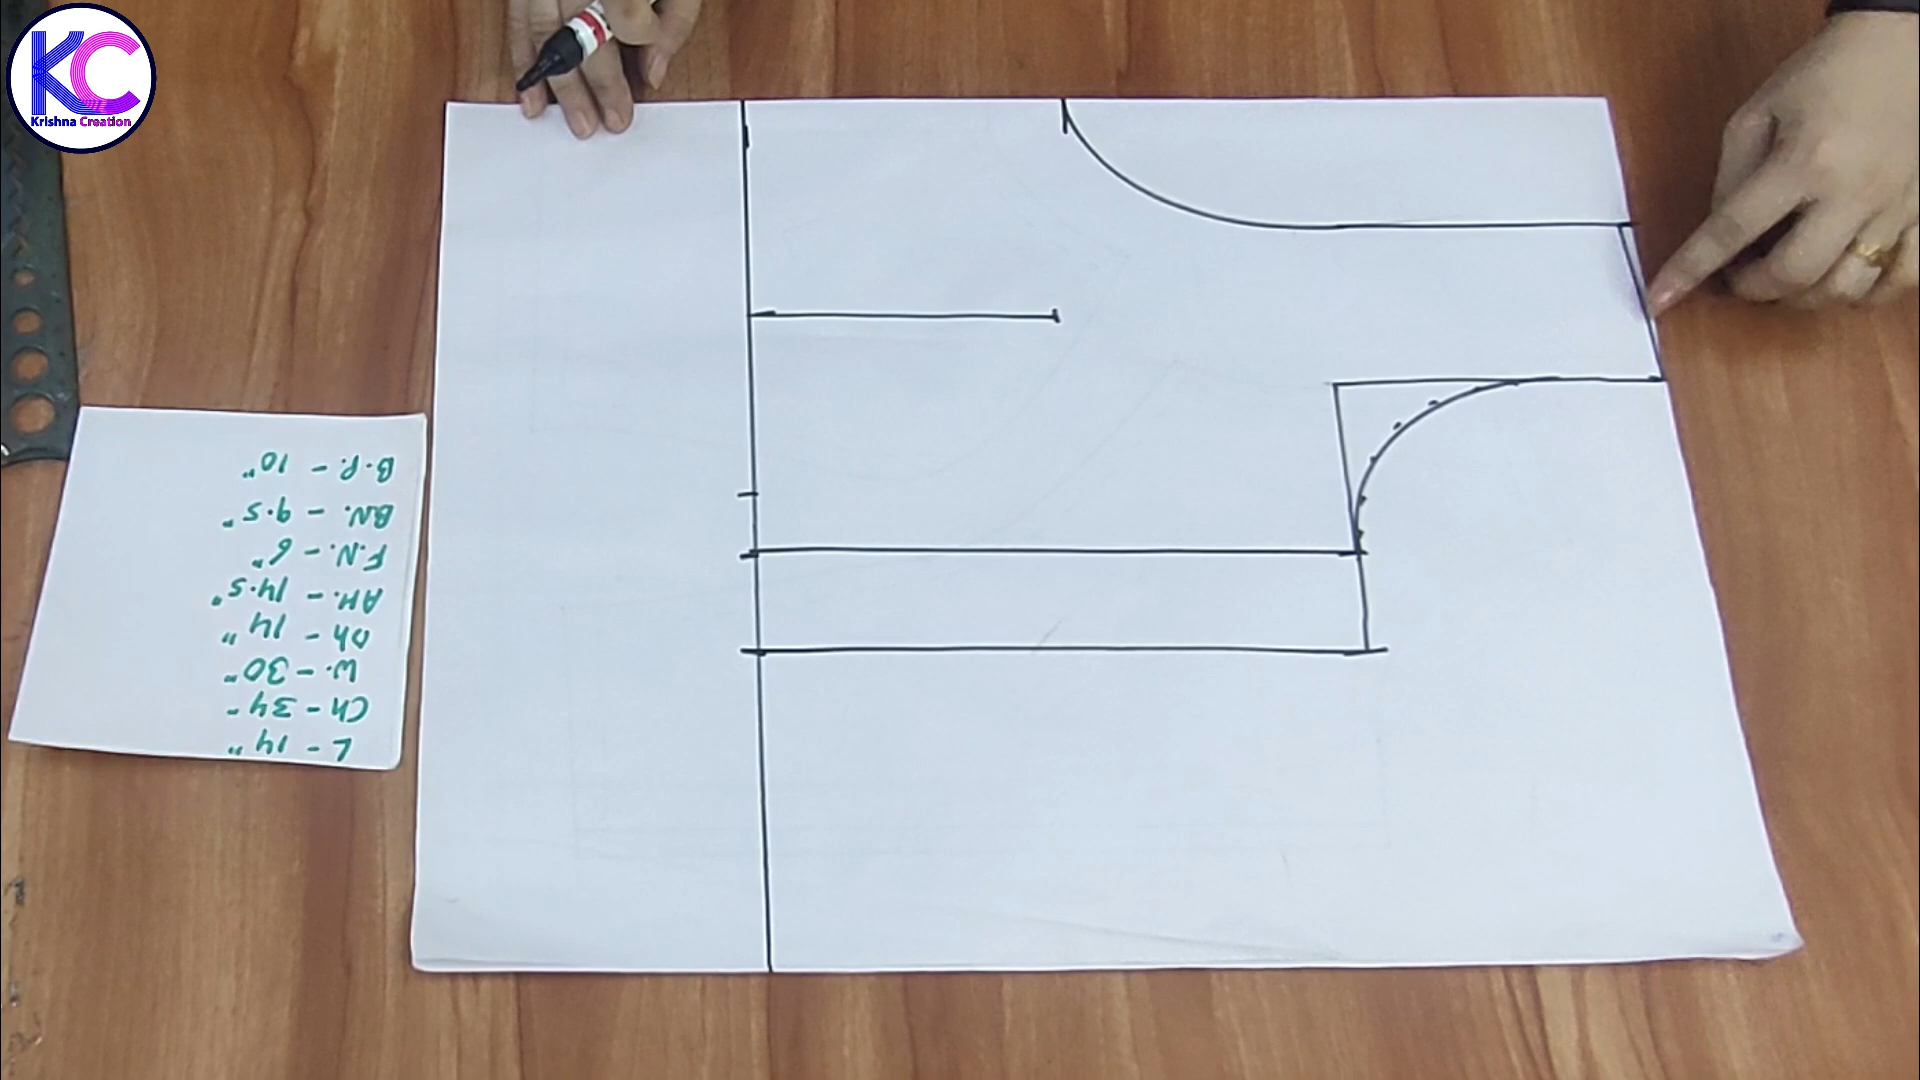 KC
Krishna Creation
L - 14"
Ch - 34"
W. - 30"
Sh - 14"
AH. - 14.5"
F.N. - 6"
B.N. - 9.5"
B.P. - 10"